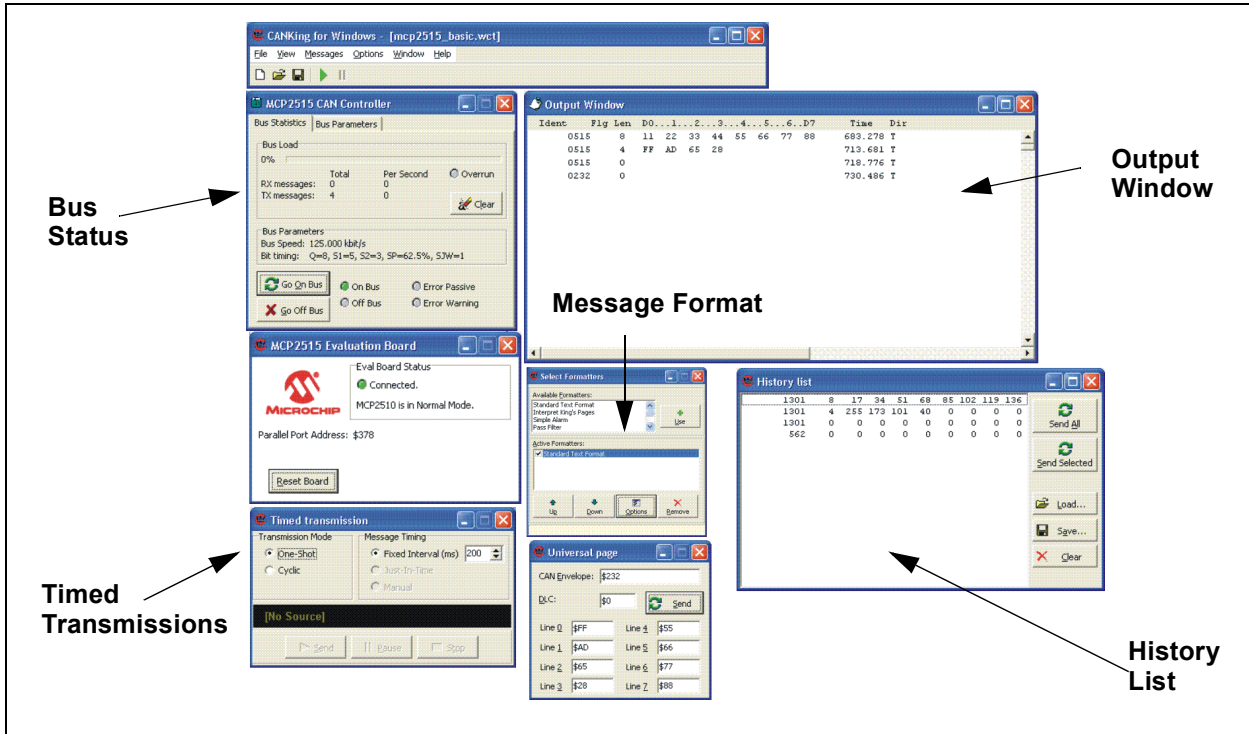 CANKing for Windows - [mcp2515_basic.wct]
File View Messages Options Window Help
MCP2515 CAN Controller
Bus Statistics Bus Parameters
Bus Load
0%
Total Per Second Overrun
RX messages: 0 0
TX messages: 4 0
Clear
Bus Parameters
Bus Speed: 125.000 kbit/s
Bit timing: Q=8, S1=5, S2=3, SP=62.5%, SJW=1
Go On Bus On Bus Error Passive
Go Off Bus Off Bus Error Warning
Output Window
Ident Flg Len D0...1...2...3...4...5...6..D7 Time Dir
0515 8 11 22 33 44 55 66 77 88 683.278 T
0515 4 FF AD 65 28 713.681 T
0515 0 718.776 T
0232 0 730.486 T
Output
Window
Bus
Status
Message Format
MCP2515 Evaluation Board
Eval Board Status
Connected.
MCP2510 is in Normal Mode.
MICROCHIP
Parallel Port Address: $378
Reset Board
Select Formatters
Available Formatters:
Standard Text Format
Interpret King's Pages
Simple Alarm
Pass Filter
Use
Active Formatters:
Standard Text Format
Up Down Options Remove
History list
1301 8 17 34 51 68 85 102 119 136
1301 4 255 173 101 40 0 0 0 0
1301 0 0 0 0 0 0 0 0 0
562 0 0 0 0 0 0 0 0 0
Send All
Send Selected
Load...
Save...
Clear
Timed transmission
Transmission Mode
One-Shot
Cyclic
Message Timing
Fixed Interval (ms) 200
Just-In-Time
Manual
[No Source]
Send Pause Stop
Timed
Transmissions
Universal page
CAN Envelope: $232
DLC: $0 Send
Line 0 $FF Line 4 $55
Line 1 $AD Line 5 $66
Line 2 $65 Line 6 $77
Line 3 $28 Line 7 $88
History
List